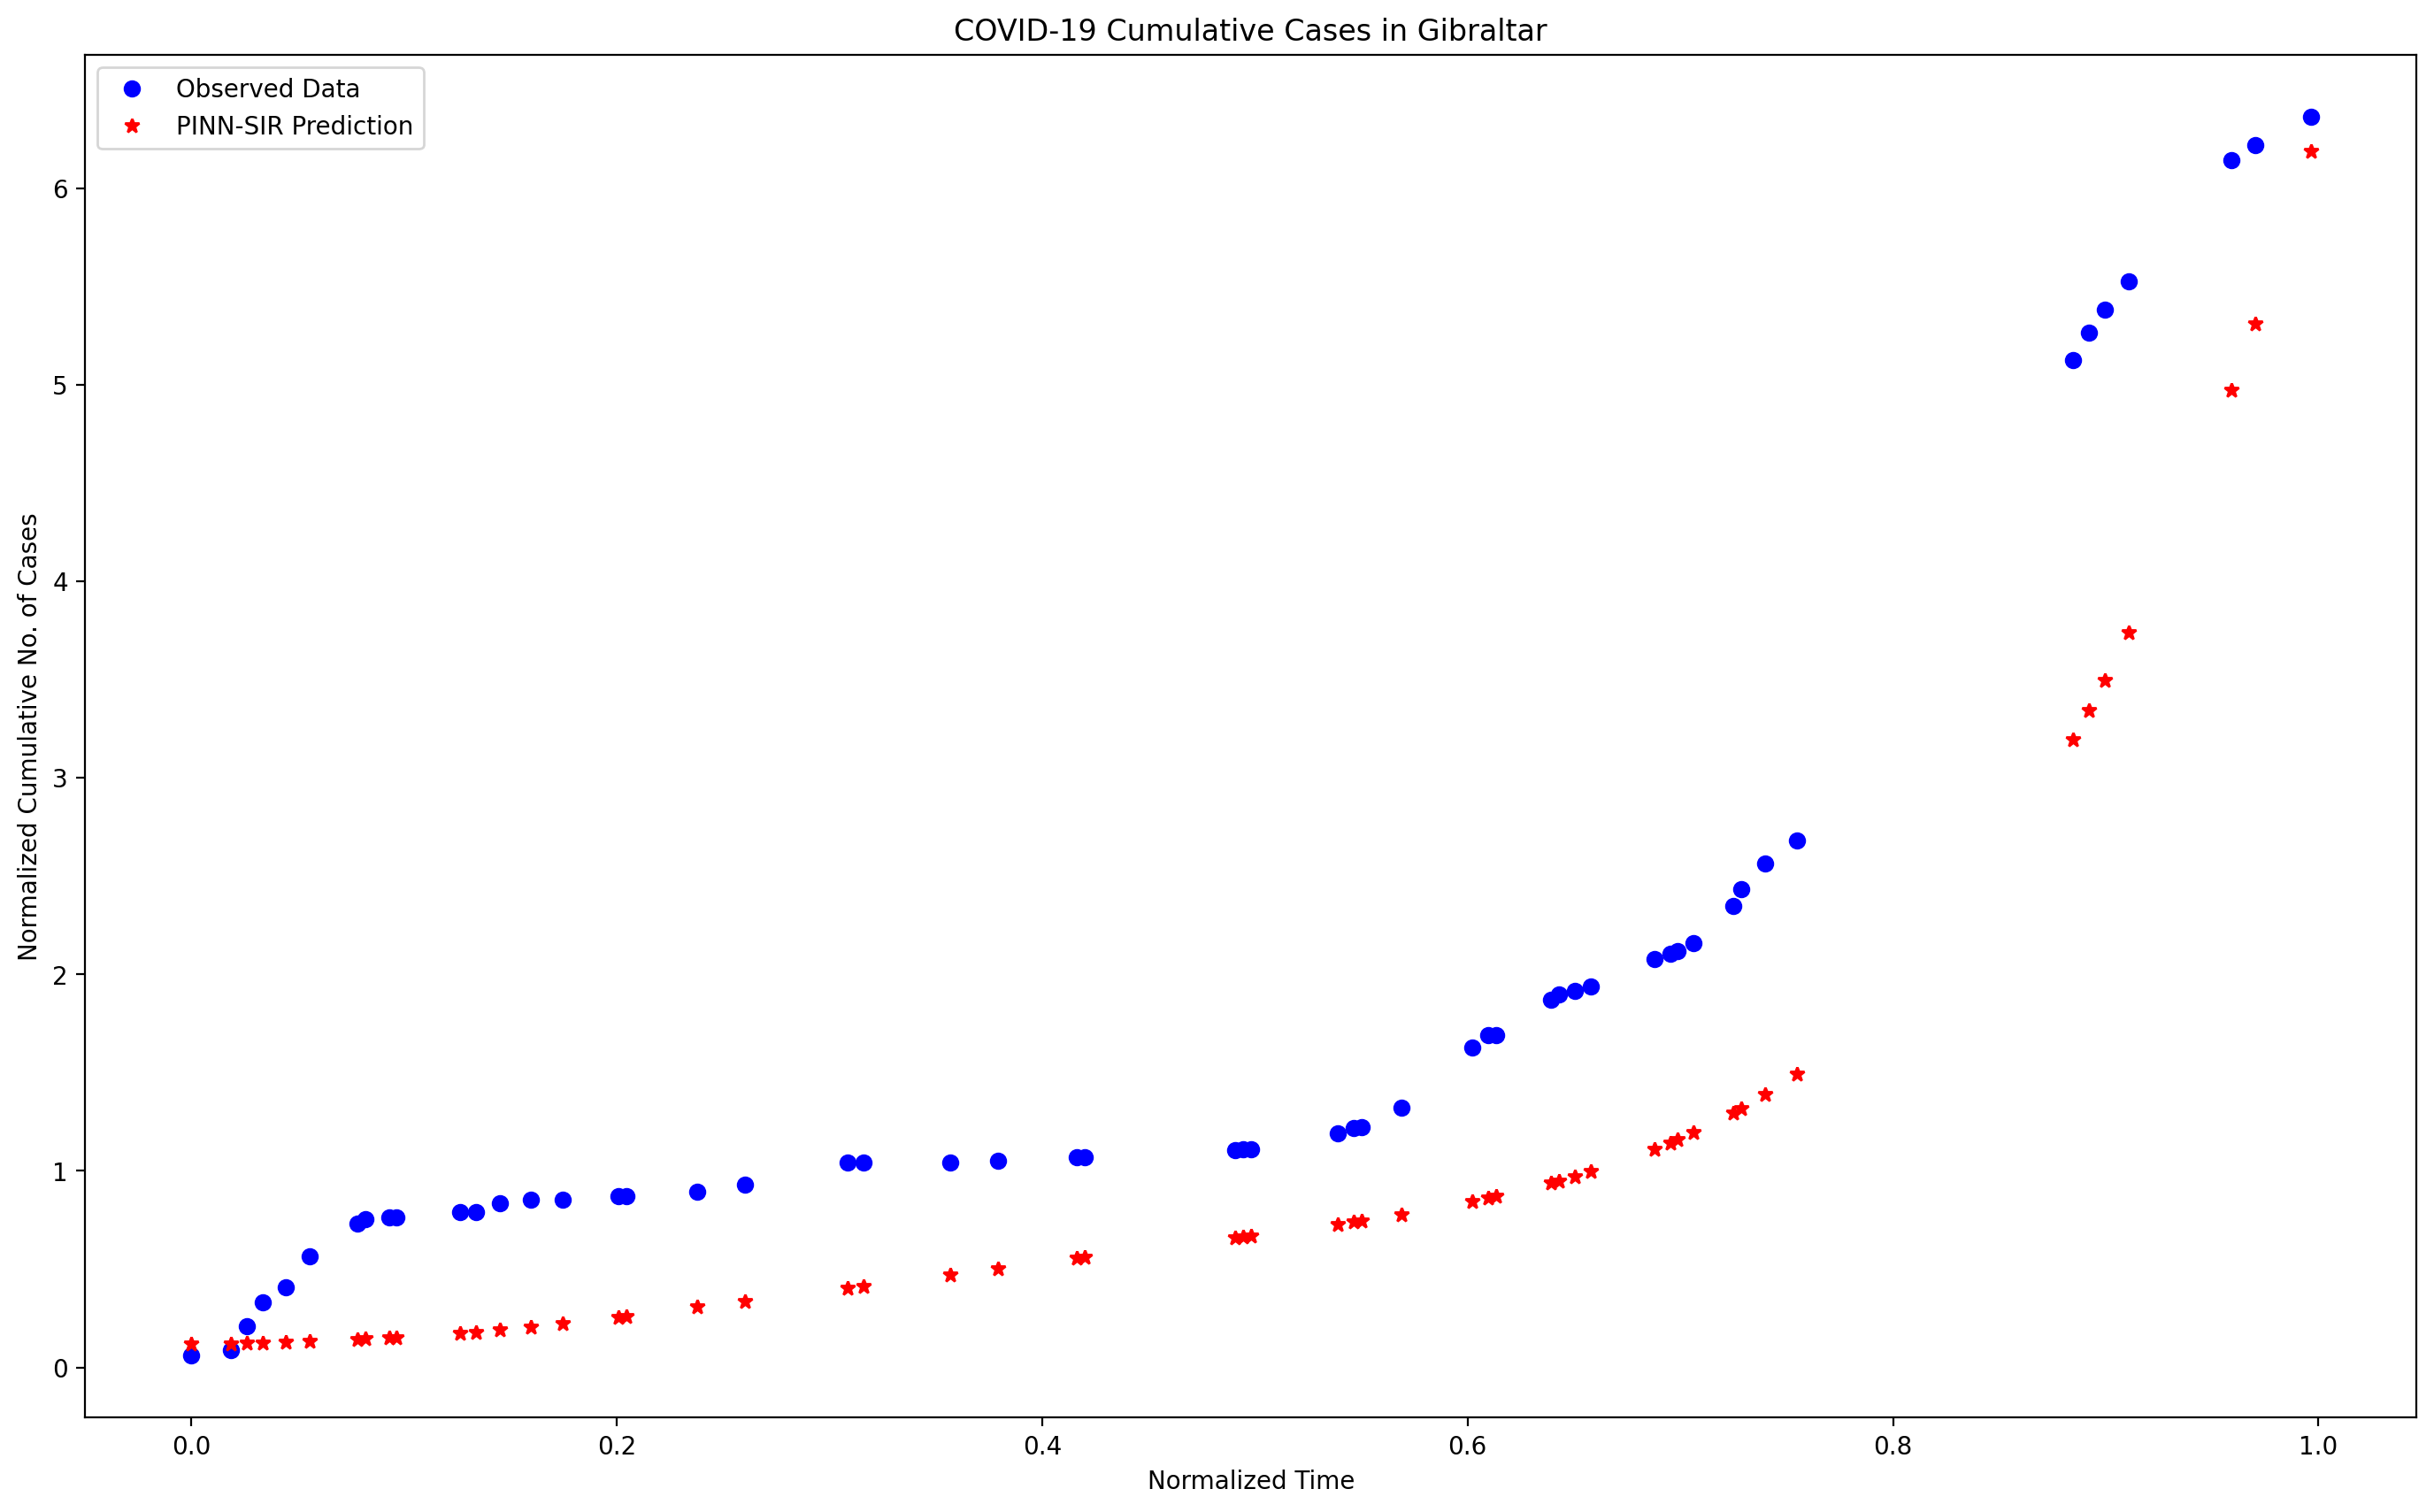 COVID-19 Cumulative Cases in Gibraltar
Observed Data
PINN-SIR Prediction
Normalized Cumulative No. of Cases
6
5
4
3
2
1
0
0.0 0.2 0.4 0.6 0.8 1.0
Normalized Time